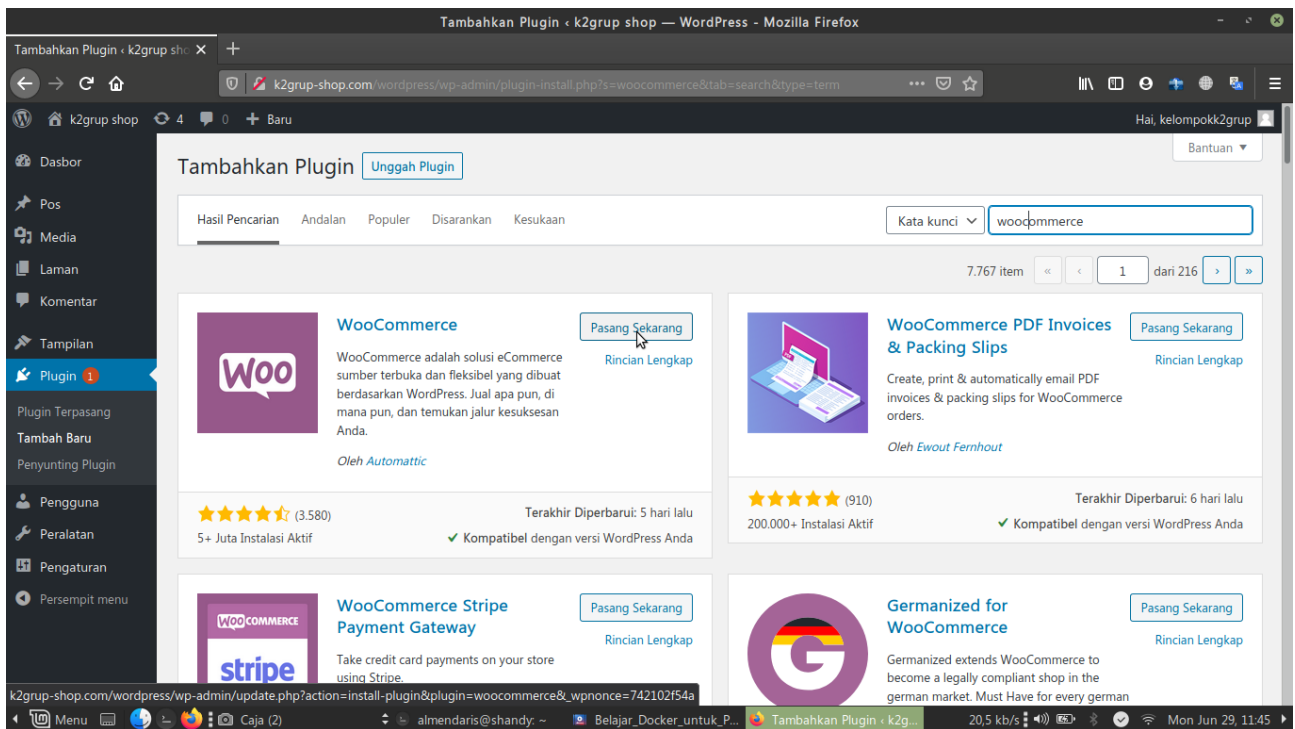 Tambahkan Plugin ‹ k2grup shop — WordPress - Mozilla Firefox
Tambahkan Plugin ‹ k2grup sho
k2grup-shop.com/wordpress/wp-admin/plugin-install.php?s=woocommerce&tab=search&type=term
k2grup shop 4 0 + Baru
Hai, kelompokk2grup
Dasbor
Pos
Media
Laman
Komentar
Tampilan
Plugin 1
Plugin Terpasang
Tambah Baru
Penyunting Plugin
Pengguna
Peralatan
Pengaturan
Persempit menu
Bantuan ▼
Tambahkan Plugin Unggah Plugin
Hasil Pencarian Andalan Populer Disarankan Kesukaan
Kata kunci woocommerce
7.767 item « ‹ 1 dari 216 › »
WOO
WooCommerce
Pasang Sekarang
Rincian Lengkap
WooCommerce adalah solusi eCommerce
sumber terbuka dan fleksibel yang dibuat
berdasarkan WordPress. Jual apa pun, di
mana pun, dan temukan jalur kesuksesan
Anda.
Oleh Automattic
(3.580)
5+ Juta Instalasi Aktif
Terakhir Diperbarui: 5 hari lalu
✓ Kompatibel dengan versi WordPress Anda
WooCommerce PDF Invoices
& Packing Slips
Pasang Sekarang
Rincian Lengkap
Create, print & automatically email PDF
invoices & packing slips for WooCommerce
orders.
Oleh Ewout Fernhout
(910)
200.000+ Instalasi Aktif
Terakhir Diperbarui: 6 hari lalu
✓ Kompatibel dengan versi WordPress Anda
WOO COMMERCE
stripe
WooCommerce Stripe
Payment Gateway
Pasang Sekarang
Rincian Lengkap
Take credit card payments on your store
using Stripe.
G
Germanized for
WooCommerce
Pasang Sekarang
Rincian Lengkap
Germanized extends WooCommerce to
become a legally compliant shop in the
german market. Must Have for every german
k2grup-shop.com/wordpress/wp-admin/update.php?action=install-plugin&plugin=woocommerce&_wpnonce=742102f54a
Menu
Caja (2)
almendaris@shandy: ~
Belajar_Docker_untuk_P...
Tambahkan Plugin ‹ k2g...
20,5 kb/s
Mon Jun 29, 11:45